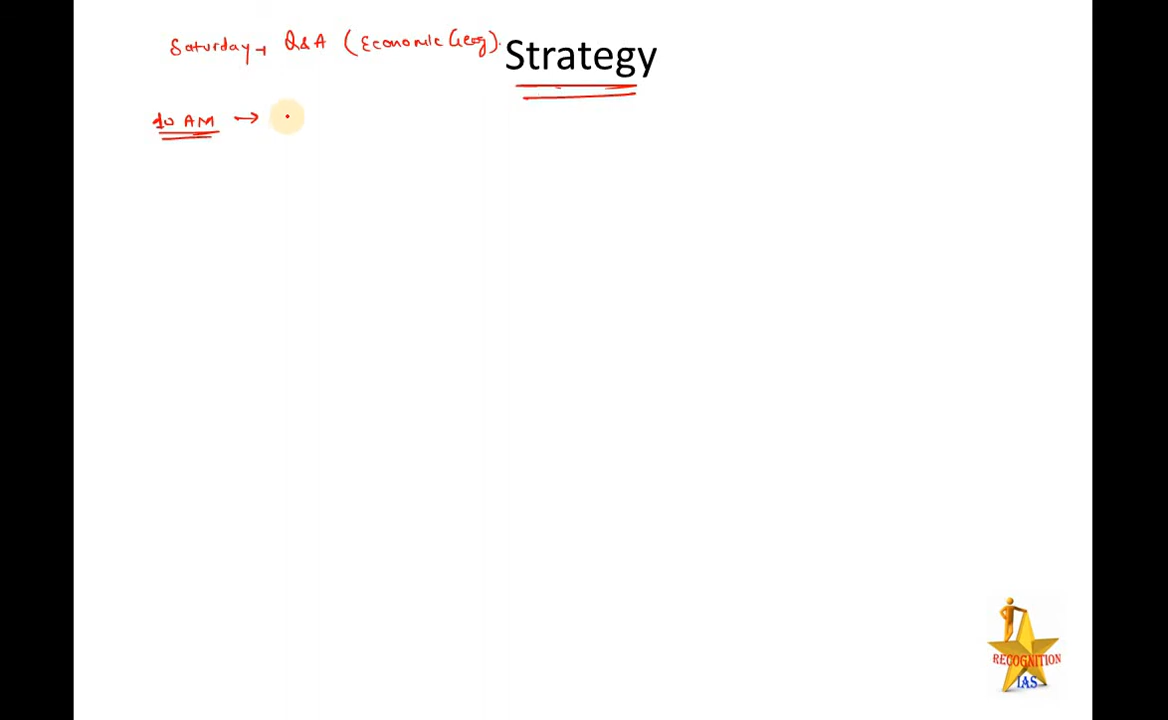 Saturday → Q&A (Economic Geog).
Strategy
10 AM →
RECOGNITION
IAS